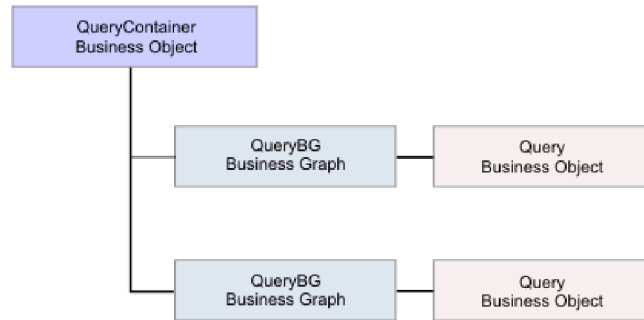 QueryContainer
Business Object
QueryBG
Business Graph
Query
Business Object
QueryBG
Business Graph
Query
Business Object